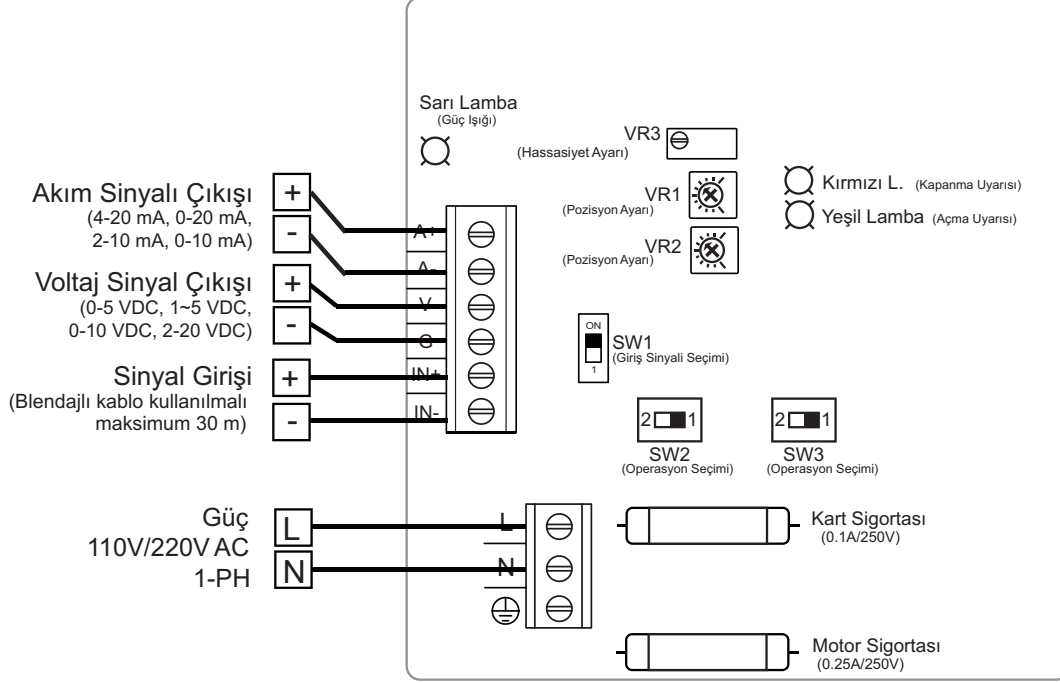 Sarı Lamba
(Güç Işığı)
VR3
(Hassasiyet Ayarı)
VR1
(Pozisyon Ayarı)
VR2
(Pozisyon Ayarı)
Kırmızı L. (Kapanma Uyarısı)
Yeşil Lamba (Açma Uyarısı)
Akım Sinyalı Çıkışı
(4-20 mA, 0-20 mA,
2-10 mA, 0-10 mA)
+
-
A+
A-
Voltaj Sinyal Çıkışı
(0-5 VDC, 1~5 VDC,
0-10 VDC, 2-20 VDC)
+
-
V
G
Sinyal Girişi
(Blendajlı kablo kullanılmalı
maksimum 30 m)
+
-
IN+
IN-
ON
1
SW1
(Giriş Sinyali Seçimi)
2 1
SW2
(Operasyon Seçimi)
2 1
SW3
(Operasyon Seçimi)
Güç
110V/220V AC
1-PH
L
N
L
N
Kart Sigortası
(0.1A/250V)
Motor Sigortası
(0.25A/250V)